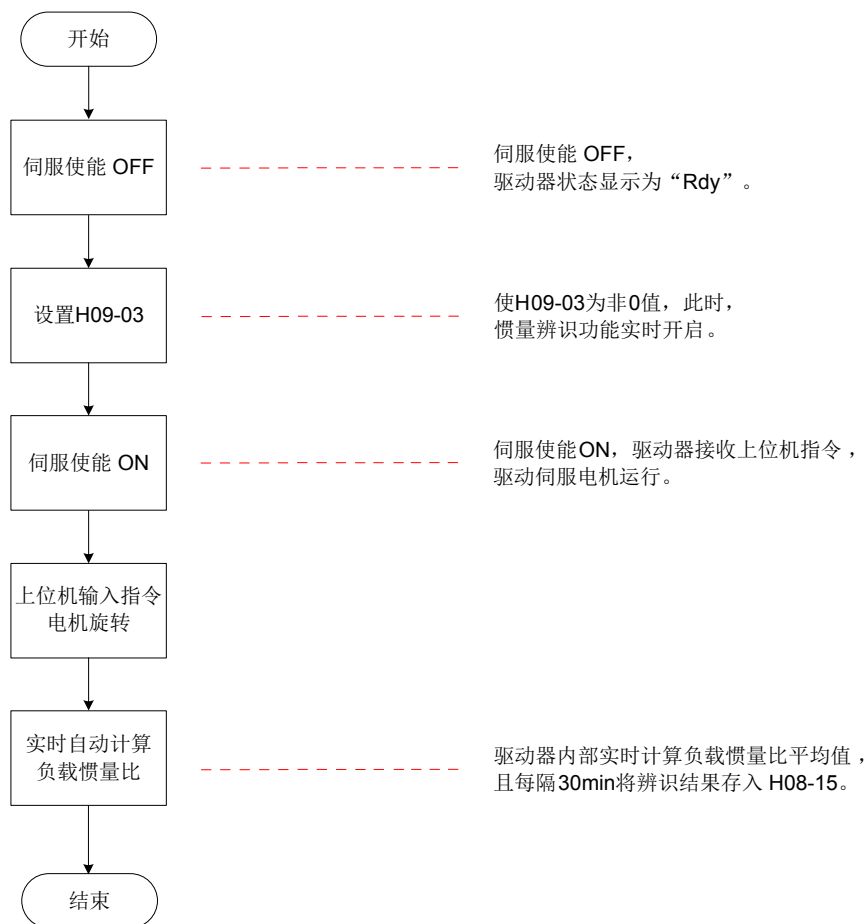 开始
伺服使能 OFF
伺服使能 OFF，
驱动器状态显示为“Rdy”。
设置H09-03
使H09-03为非0值，此时，
惯量辨识功能实时开启。
伺服使能 ON
伺服使能ON，驱动器接收上位机指令，
驱动伺服电机运行。
上位机输入指令
电机旋转
实时自动计算
负载惯量比
驱动器内部实时计算负载惯量比平均值，
且每隔30min将辨识结果存入 H08-15。
结束